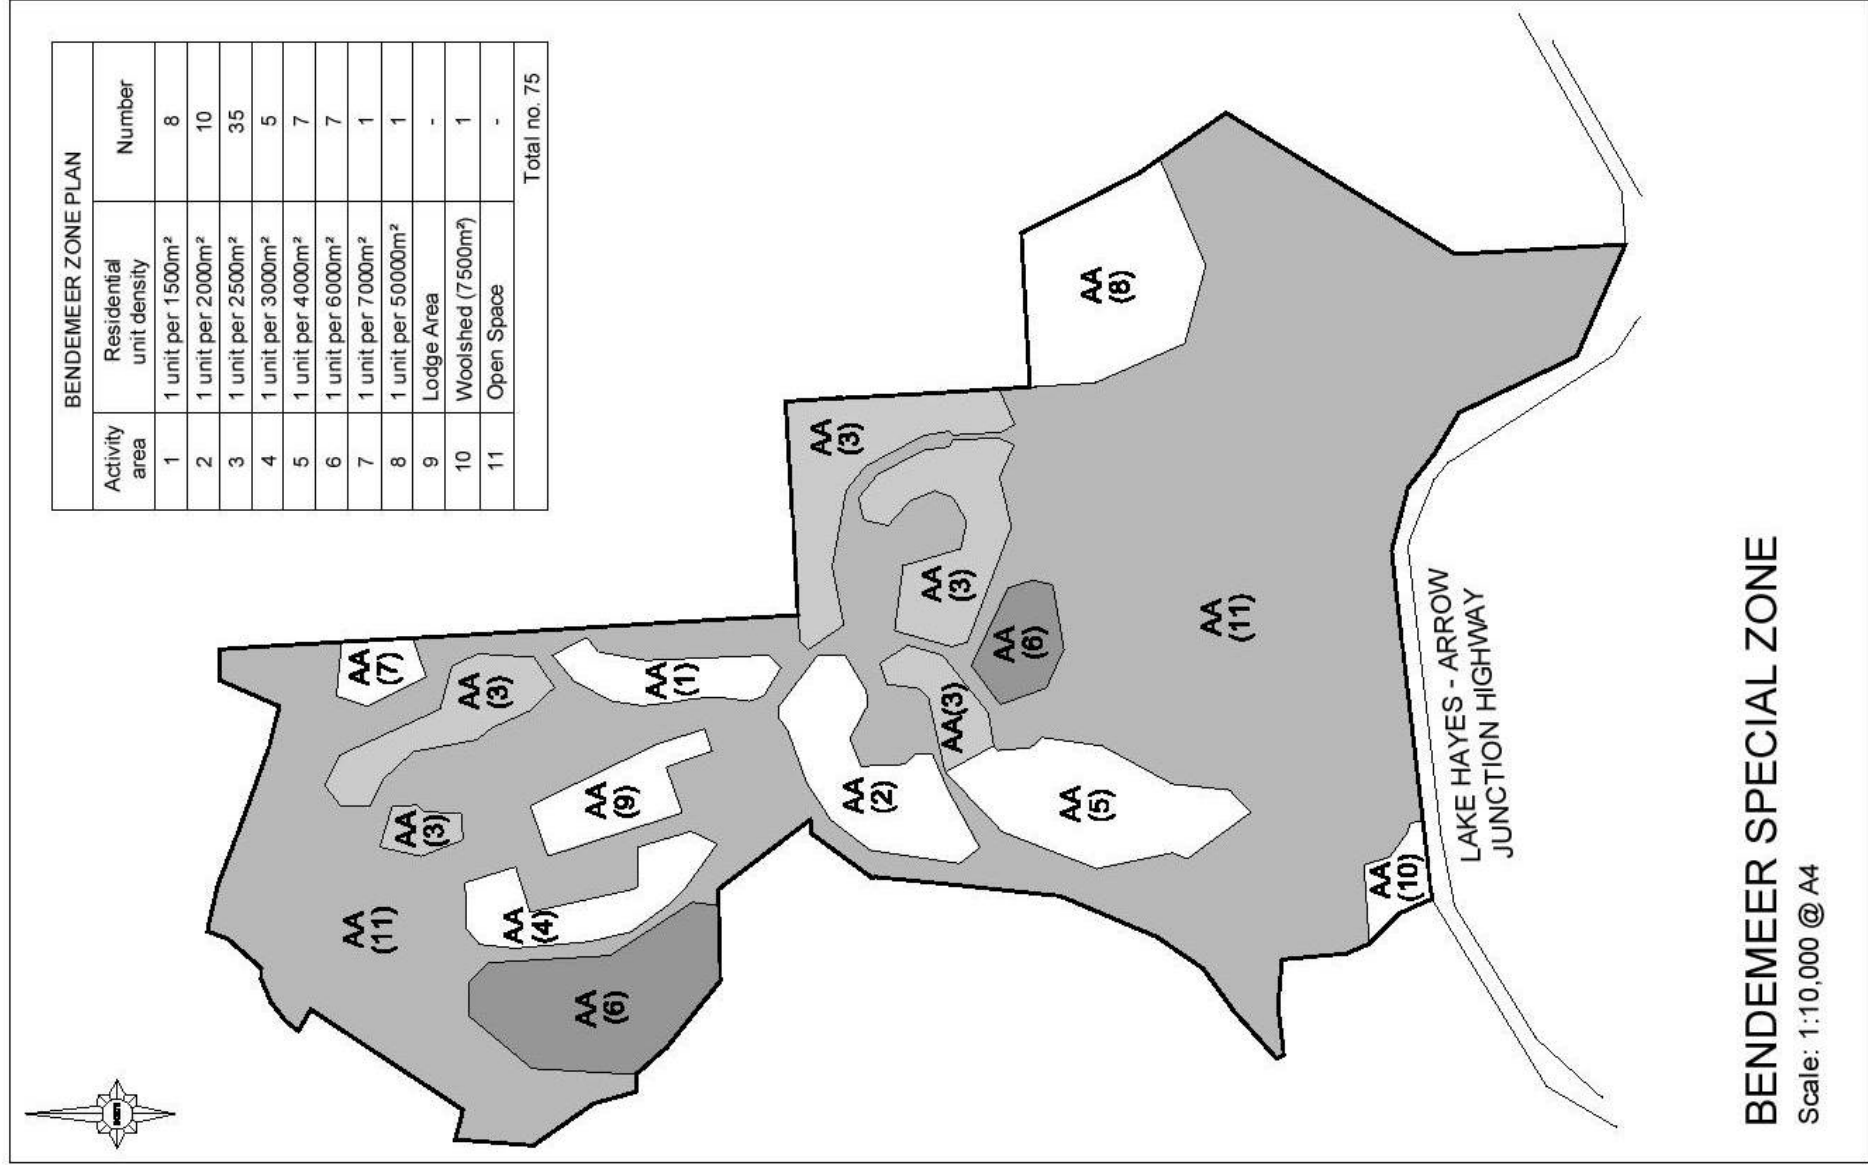 BENDEMEER ZONE PLAN
Activity area | Residential unit density | Number
1 | 1 unit per 1500m² | 8
2 | 1 unit per 2000m² | 10
3 | 1 unit per 2500m² | 35
4 | 1 unit per 3000m² | 5
5 | 1 unit per 4000m² | 7
6 | 1 unit per 6000m² | 7
7 | 1 unit per 7000m² | 1
8 | 1 unit per 50000m² | 1
9 | Lodge Area | -
10 | Woolshed (7500m²) | 1
11 | Open Space | -
Total no. 75
AA
(7)
AA
(3)
AA
(3)
AA
(11)
AA
(1)
AA
(9)
AA
(4)
AA
(6)
AA
(3)
AA
(3)
AA
(6)
AA(3)
AA
(2)
AA
(5)
AA
(8)
AA
(11)
AA
(10)
LAKE HAYES - ARROW
JUNCTION HIGHWAY
BENDEMEER SPECIAL ZONE
Scale: 1:10,000 @ A4